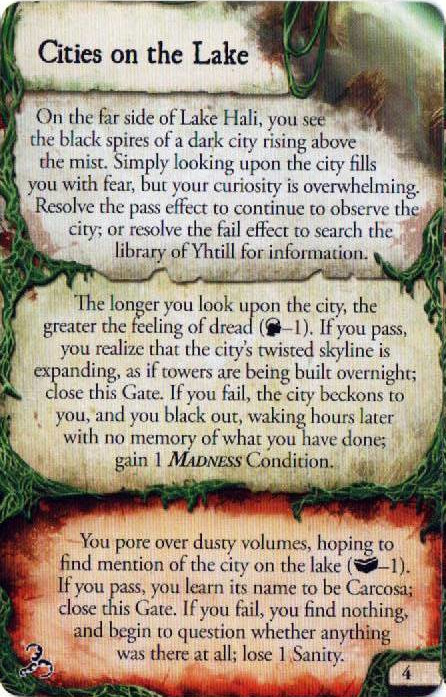 Cities on the Lake
On the far side of Lake Hali, you see
the black spires of a dark city rising above
the mist. Simply looking upon the city fills
you with fear, but your curiosity is overwhelming.
Resolve the pass effect to continue to observe the
city; or resolve the fail effect to search the
library of Yhtill for information.
The longer you look upon the city, the
greater the feeling of dread (–1). If you pass,
you realize that the city's twisted skyline is
expanding, as if towers are being built overnight;
close this Gate. If you fail, the city beckons to
you, and you black out, waking hours later
with no memory of what you have done;
gain 1 MADNESS Condition.
You pore over dusty volumes, hoping to
find mention of the city on the lake (–1).
If you pass, you learn its name to be Carcosa;
close this Gate. If you fail, you find nothing,
and begin to question whether anything
was there at all; lose 1 Sanity.
4